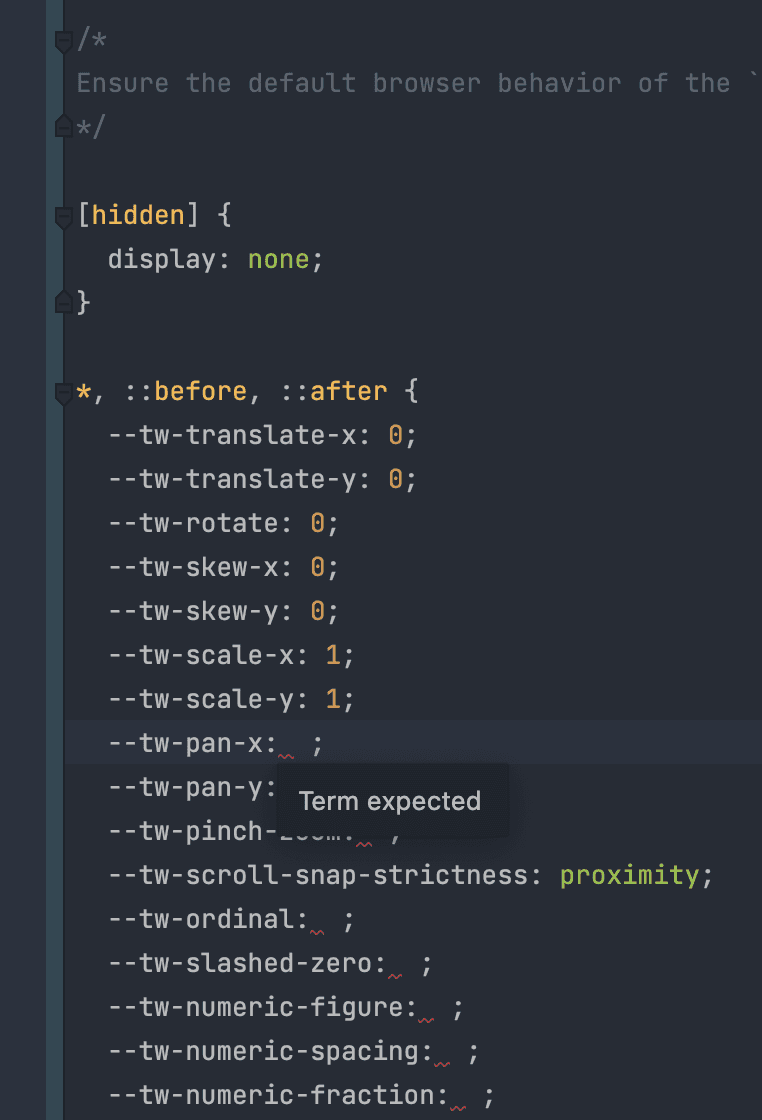 /*
Ensure the default browser behavior of the `
*/
[hidden] {
  display: none;
}
*, ::before, ::after {
  --tw-translate-x: 0;
  --tw-translate-y: 0;
  --tw-rotate: 0;
  --tw-skew-x: 0;
  --tw-skew-y: 0;
  --tw-scale-x: 1;
  --tw-scale-y: 1;
  --tw-pan-x:  ;
  --tw-pan-y:
Term expected
  --tw-pinch-zoom:  ;
  --tw-scroll-snap-strictness: proximity;
  --tw-ordinal:  ;
  --tw-slashed-zero:  ;
  --tw-numeric-figure:  ;
  --tw-numeric-spacing:  ;
  --tw-numeric-fraction:  ;